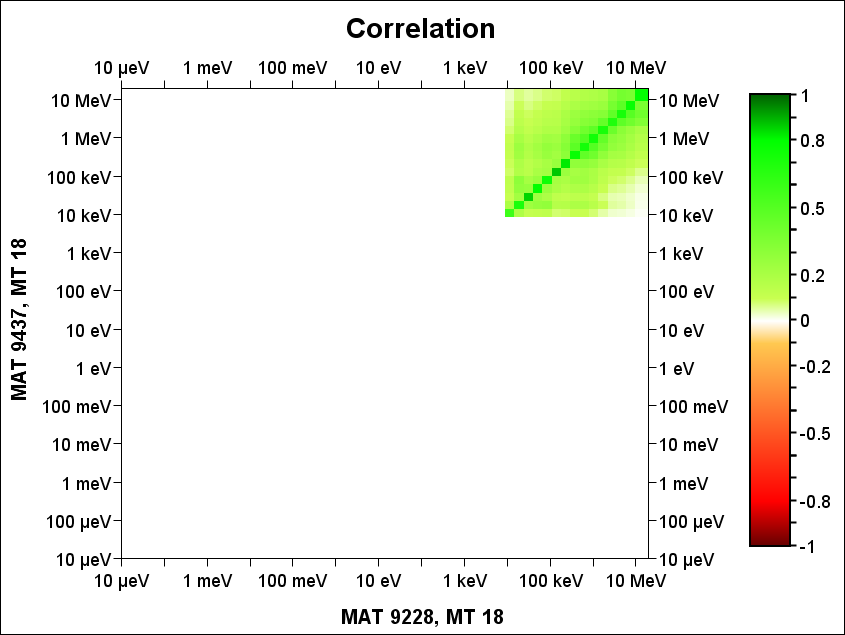 Correlation
10 µeV 1 meV 100 meV 10 eV 1 keV 100 keV 10 MeV
10 MeV 10 MeV 1
1 MeV 1 MeV 0.8
100 keV 100 keV
10 keV 10 keV 0.5
1 keV 1 keV 0.2
100 eV 100 eV
10 eV 10 eV 0
1 eV 1 eV -0.2
100 meV 100 meV
10 meV 10 meV -0.5
1 meV 1 meV -0.8
100 µeV 100 µeV
10 µeV 10 µeV -1
10 µeV 1 meV 100 meV 10 eV 1 keV 100 keV 10 MeV
MAT 9437, MT 18
MAT 9228, MT 18